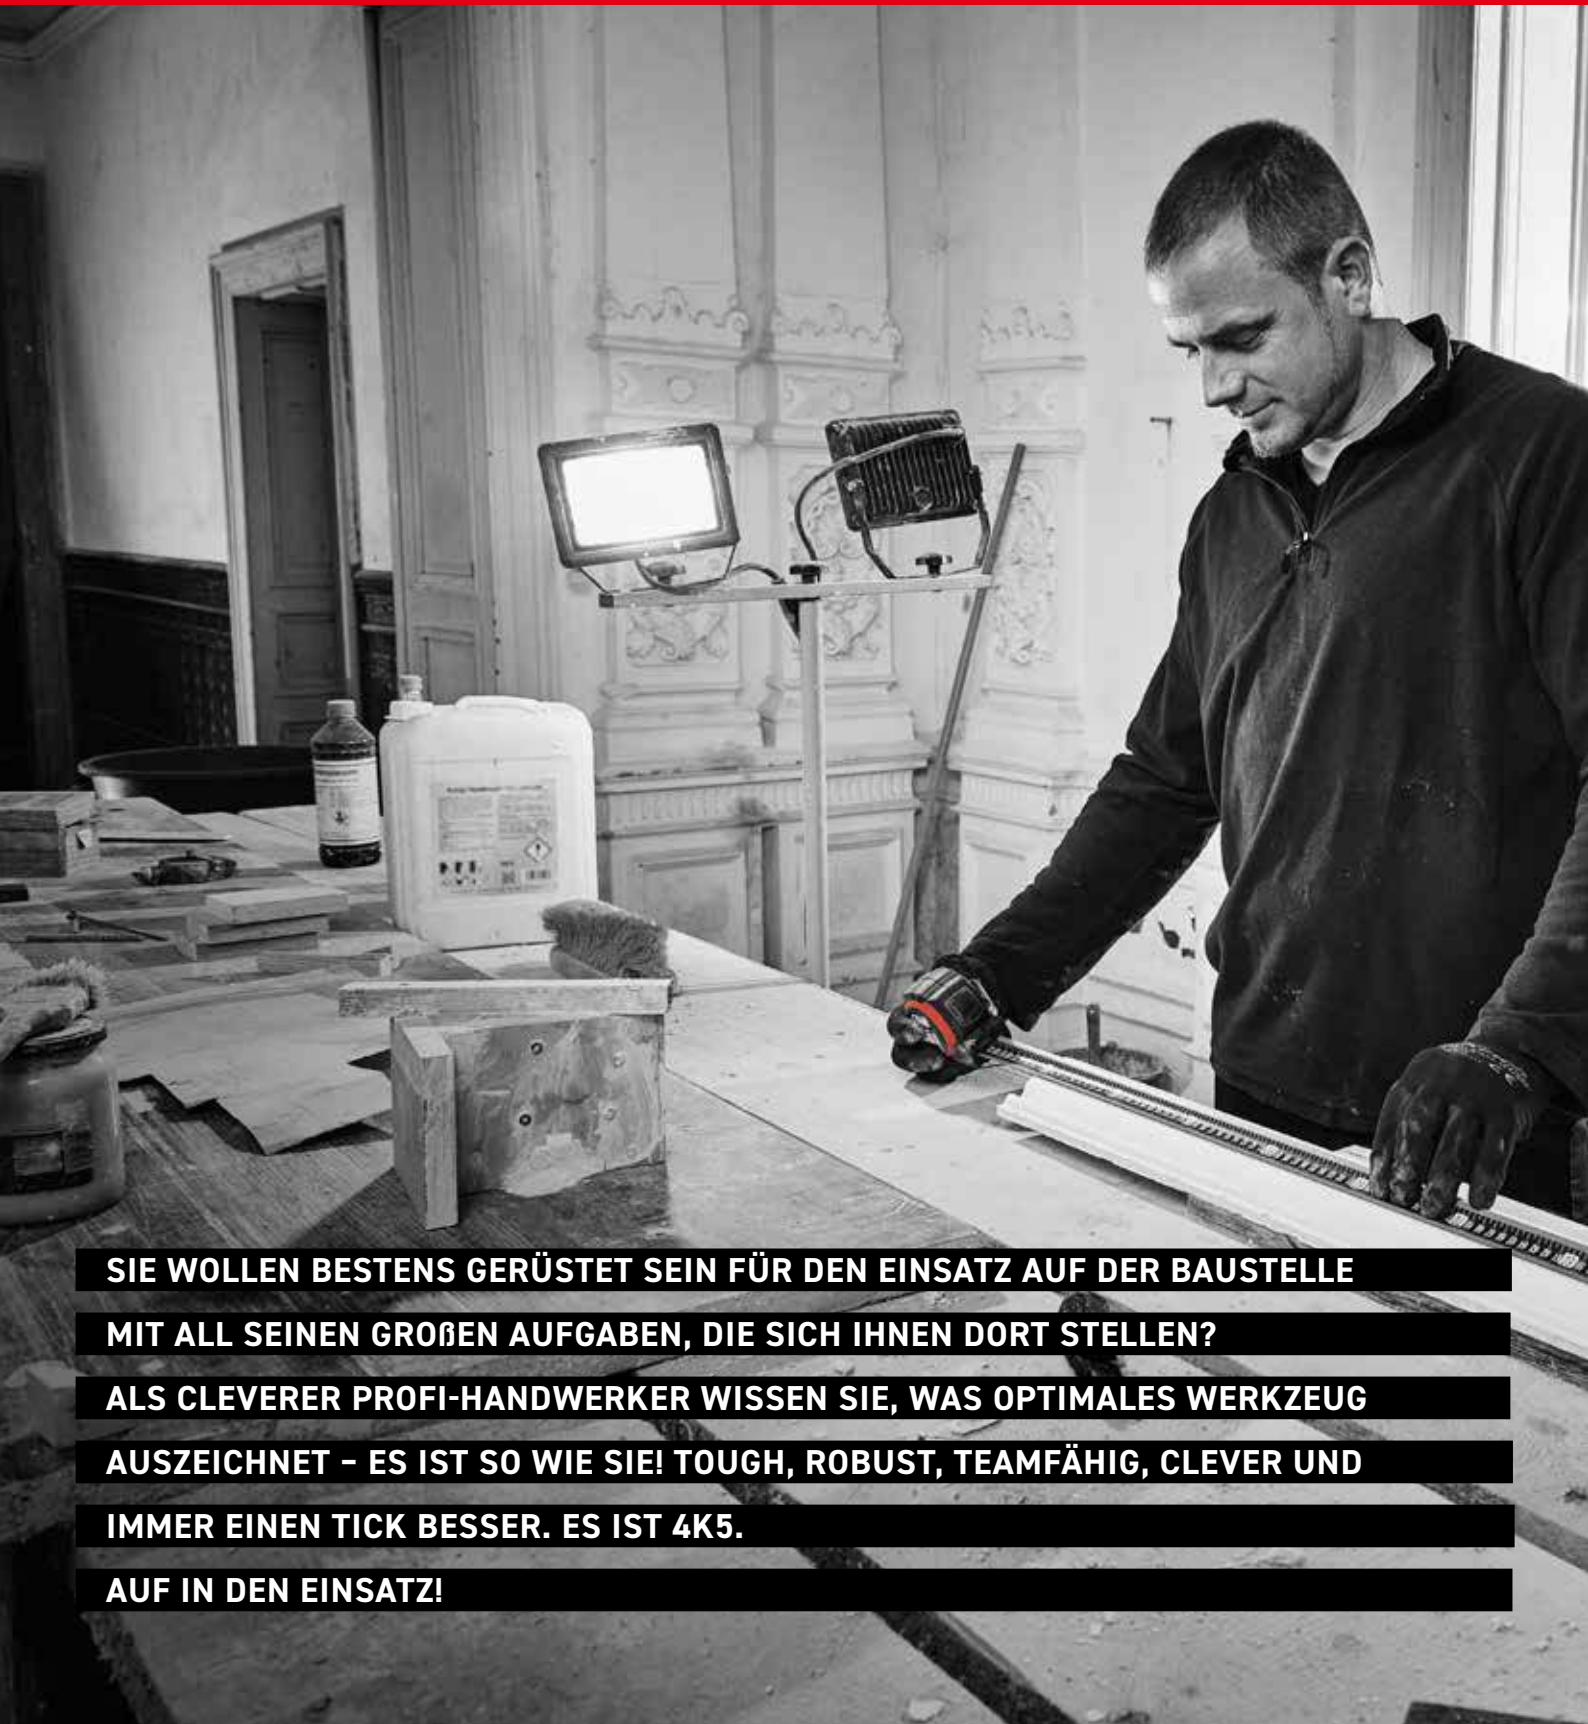 SIE WOLLEN BESTENS GERÜSTET SEIN FÜR DEN EINSATZ AUF DER BAUSTELLE
MIT ALL SEINEN GROßEN AUFGABEN, DIE SICH IHNEN DORT STELLEN?
ALS CLEVERER PROFI-HANDWERKER WISSEN SIE, WAS OPTIMALES WERKZEUG
AUSZEICHNET – ES IST SO WIE SIE! TOUGH, ROBUST, TEAMFÄHIG, CLEVER UND
IMMER EINEN TICK BESSER. ES IST 4K5.
AUF IN DEN EINSATZ!